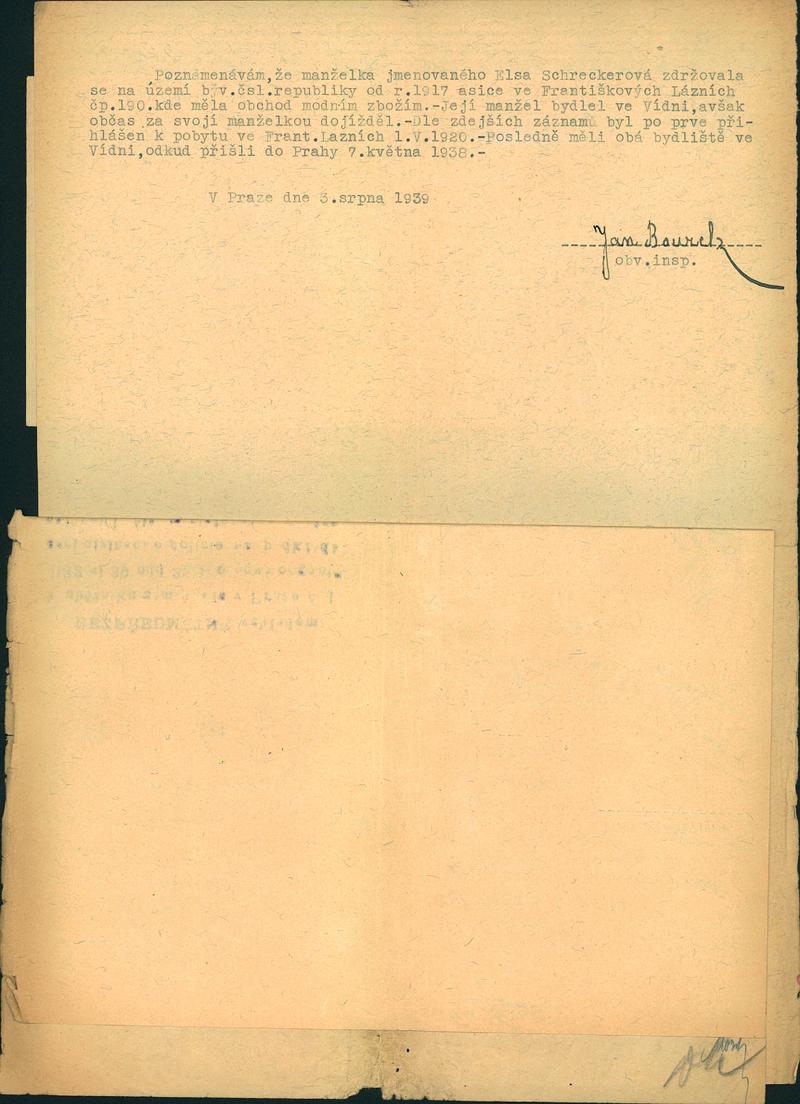 Poznamenávám,že manželka jmenovaného Elsa Schreckerová zdržovala
se na území býv.čsl.republiky od r.1917 asice ve Františkových Lázních
čp.190.kde měla obchod modním zbožím.-Její manžel bydlel ve Vídni,avšak
občas za svojí manželkou dojížděl.-Dle zdejších záznamů byl po prve při-
hlášen k pobytu ve Frant.Lazních 1.V.1920.-Posledně měli obá bydliště ve
Vídni,odkud přišli do Prahy 7.května 1938.-
V Praze dne 3.srpna 1939
Jan
obv.insp.